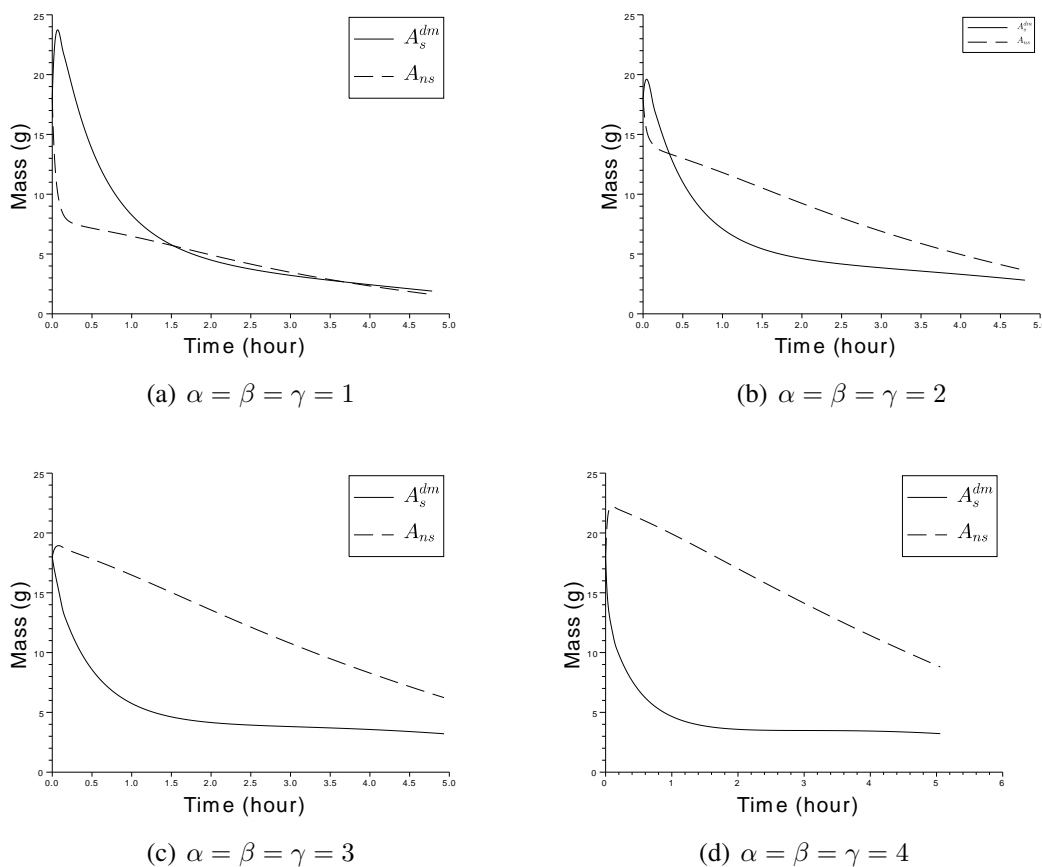 25
20
15
10
5
0
Mass (g)
0.0 0.5 1.0 1.5 2.0 2.5 3.0 3.5 4.0 4.5 5.0
Time (hour)
A_s^{dm}
A_{ns}
(a) α = β = γ = 1
25
20
15
10
5
0
Mass (g)
0.0 0.5 1.0 1.5 2.0 2.5 3.0 3.5 4.0 4.5 5.0
Time (hour)
A_s^{dm}
A_{ns}
(b) α = β = γ = 2
25
20
15
10
5
0
Mass (g)
0.0 0.5 1.0 1.5 2.0 2.5 3.0 3.5 4.0 4.5 5.0
Time (hour)
A_s^{dm}
A_{ns}
(c) α = β = γ = 3
25
20
15
10
5
0
Mass (g)
0 1 2 3 4 5 6
Time (hour)
A_s^{dm}
A_{ns}
(d) α = β = γ = 4